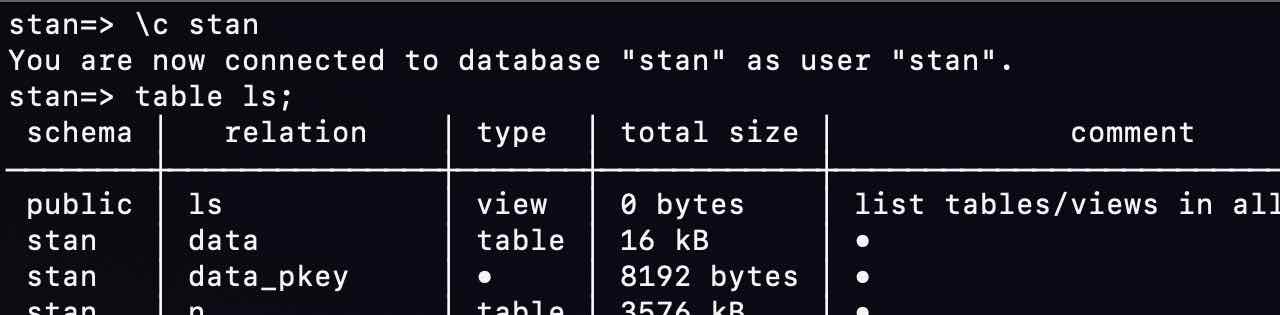 stan=> \c stan
You are now connected to database "stan" as user "stan".
stan=> table ls;
schema │ relation │ type │ total size │ comment
public │ ls │ view │ 0 bytes │ list tables/views in all
stan │ data │ table │ 16 kB │ •
stan │ data_pkey │ • │ 8192 bytes │ •
stan │ n │ table │ 3576 kB │ •